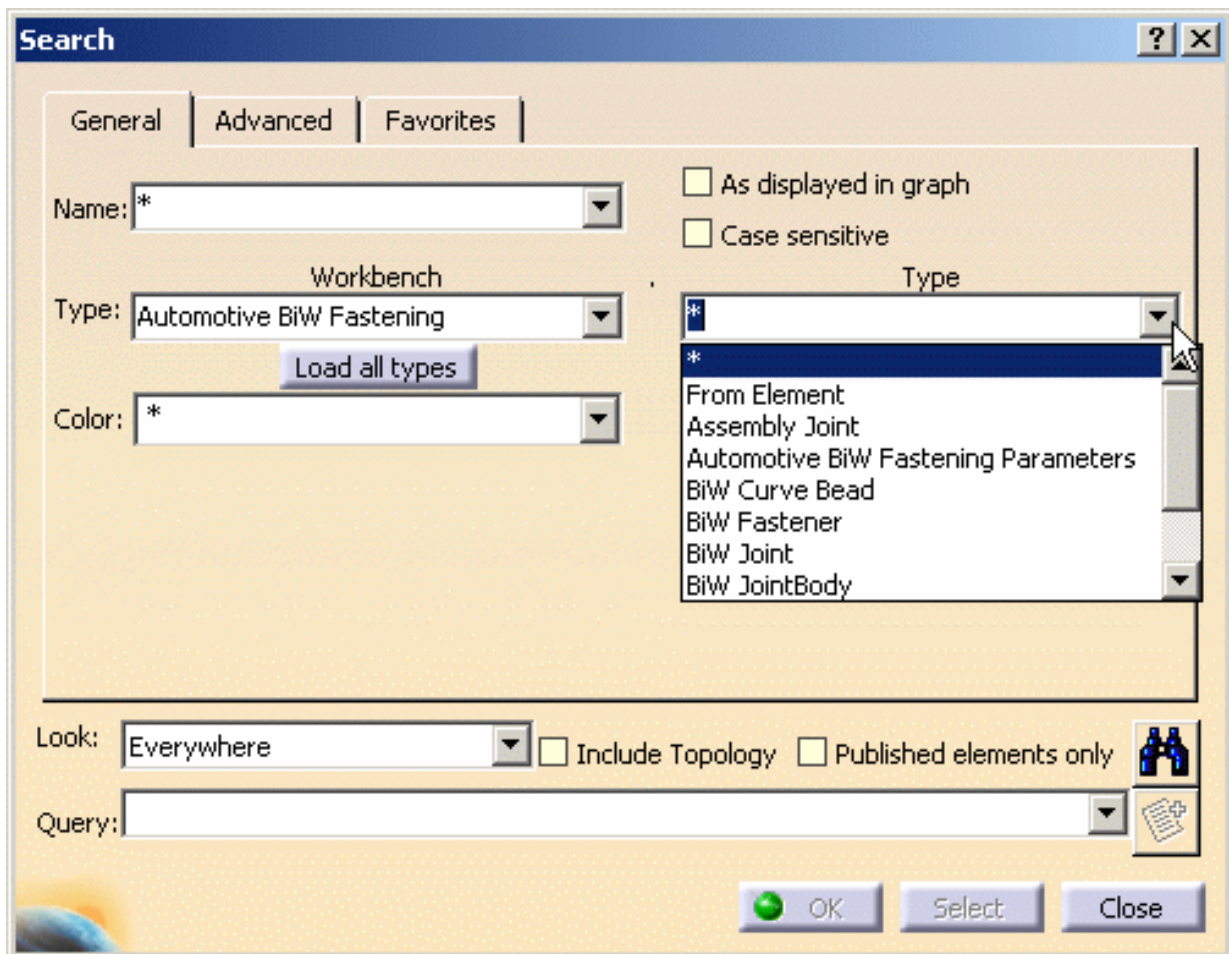 Search
General Advanced Favorites
Name: *
As displayed in graph
Case sensitive
Workbench
Type
Type: Automotive BiW Fastening
*
Load all types
Color: *
*
From Element
Assembly Joint
Automotive BiW Fastening Parameters
BiW Curve Bead
BiW Fastener
BiW Joint
BiW JointBody
Look: Everywhere
Include Topology
Published elements only
Query:
OK Select Close